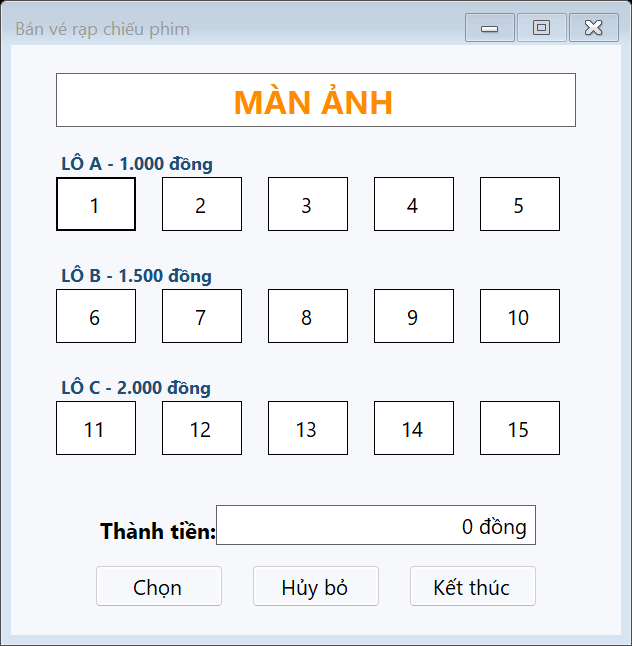 Bán vé rạp chiếu phim
MÀN ẢNH
LÔ A - 1.000 đồng
1 2 3 4 5
LÔ B - 1.500 đồng
6 7 8 9 10
LÔ C - 2.000 đồng
11 12 13 14 15
Thành tiền: 0 đồng
Chọn Hủy bỏ Kết thúc